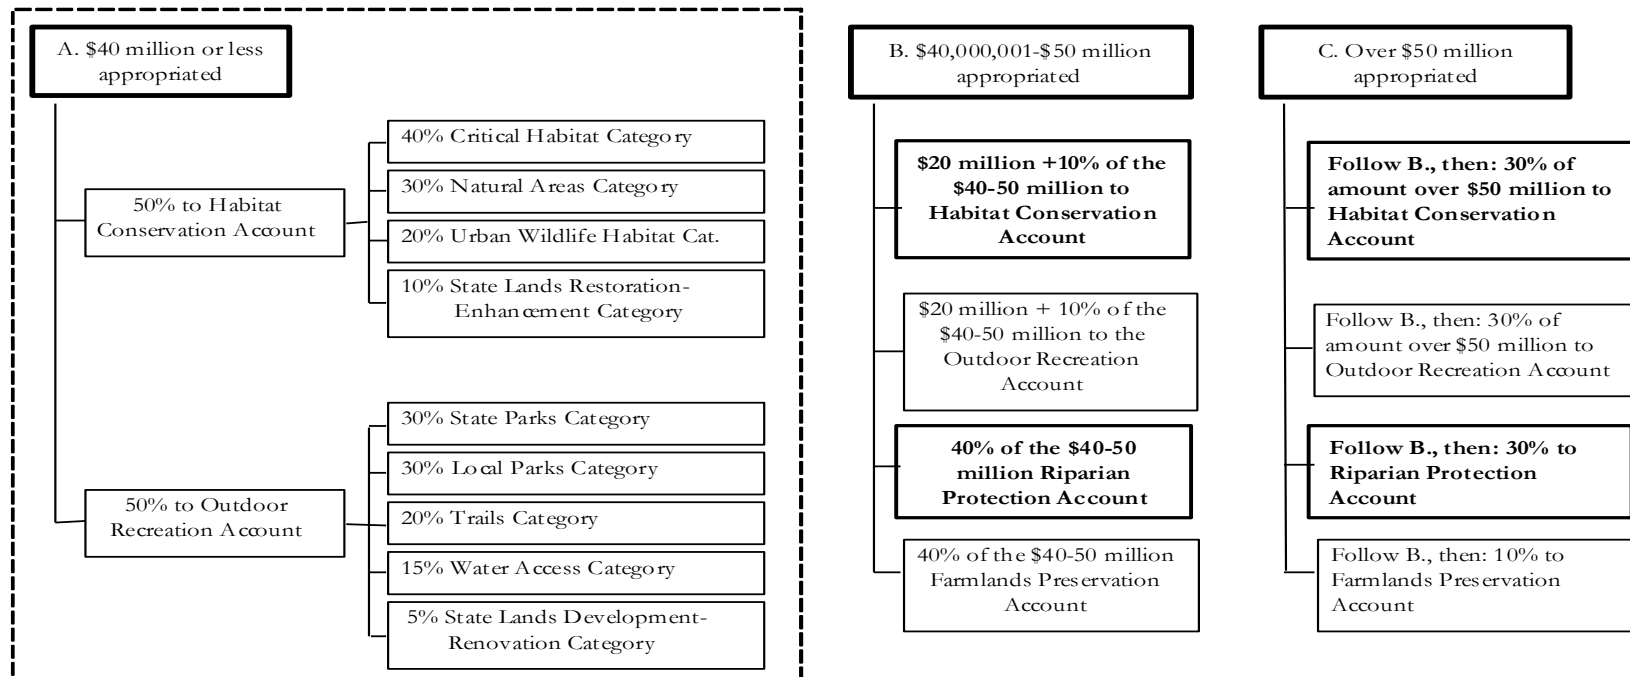 A. $40 million or less
appropriated
50% to Habitat
Conservation Account
40% Critical Habitat Category
30% Natural Areas Category
20% Urban Wildlife Habitat Cat.
10% State Lands Restoration-
Enhancement Category
50% to Outdoor
Recreation Account
30% State Parks Category
30% Local Parks Category
20% Trails Category
15% Water Access Category
5% State Lands Development-
Renovation Category
B. $40,000,001-$50 million
appropriated
$20 million +10% of the
$40-50 million to
Habitat Conservation
Account
$20 million + 10% of the
$40-50 million to the
Outdoor Recreation
Account
40% of the $40-50
million Riparian
Protection Account
40% of the $40-50 million
Farmlands Preservation
Account
C. Over $50 million
appropriated
Follow B., then: 30% of
amount over $50 million to
Habitat Conservation
Account
Follow B., then: 30% of
amount over $50 million to
Outdoor Recreation Account
Follow B., then: 30% to
Riparian Protection
Account
Follow B., then: 10% to
Farmlands Preservation
Account